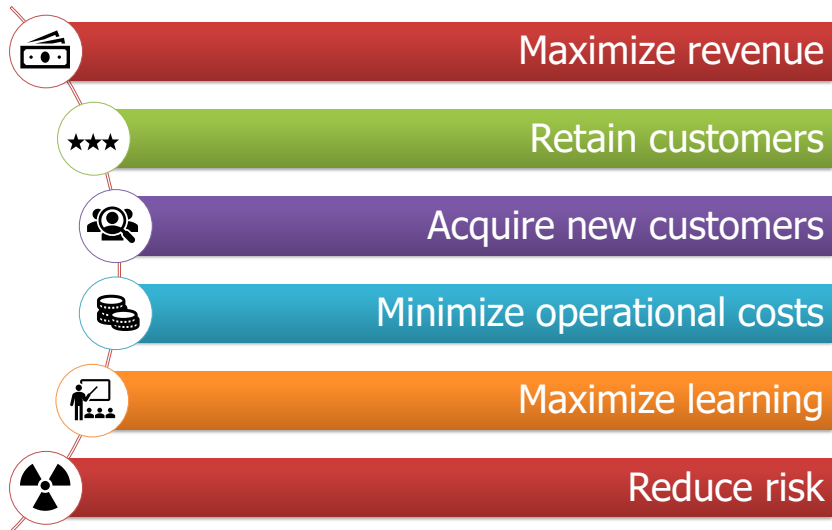 Maximize revenue
Retain customers
Acquire new customers
Minimize operational costs
Maximize learning
Reduce risk